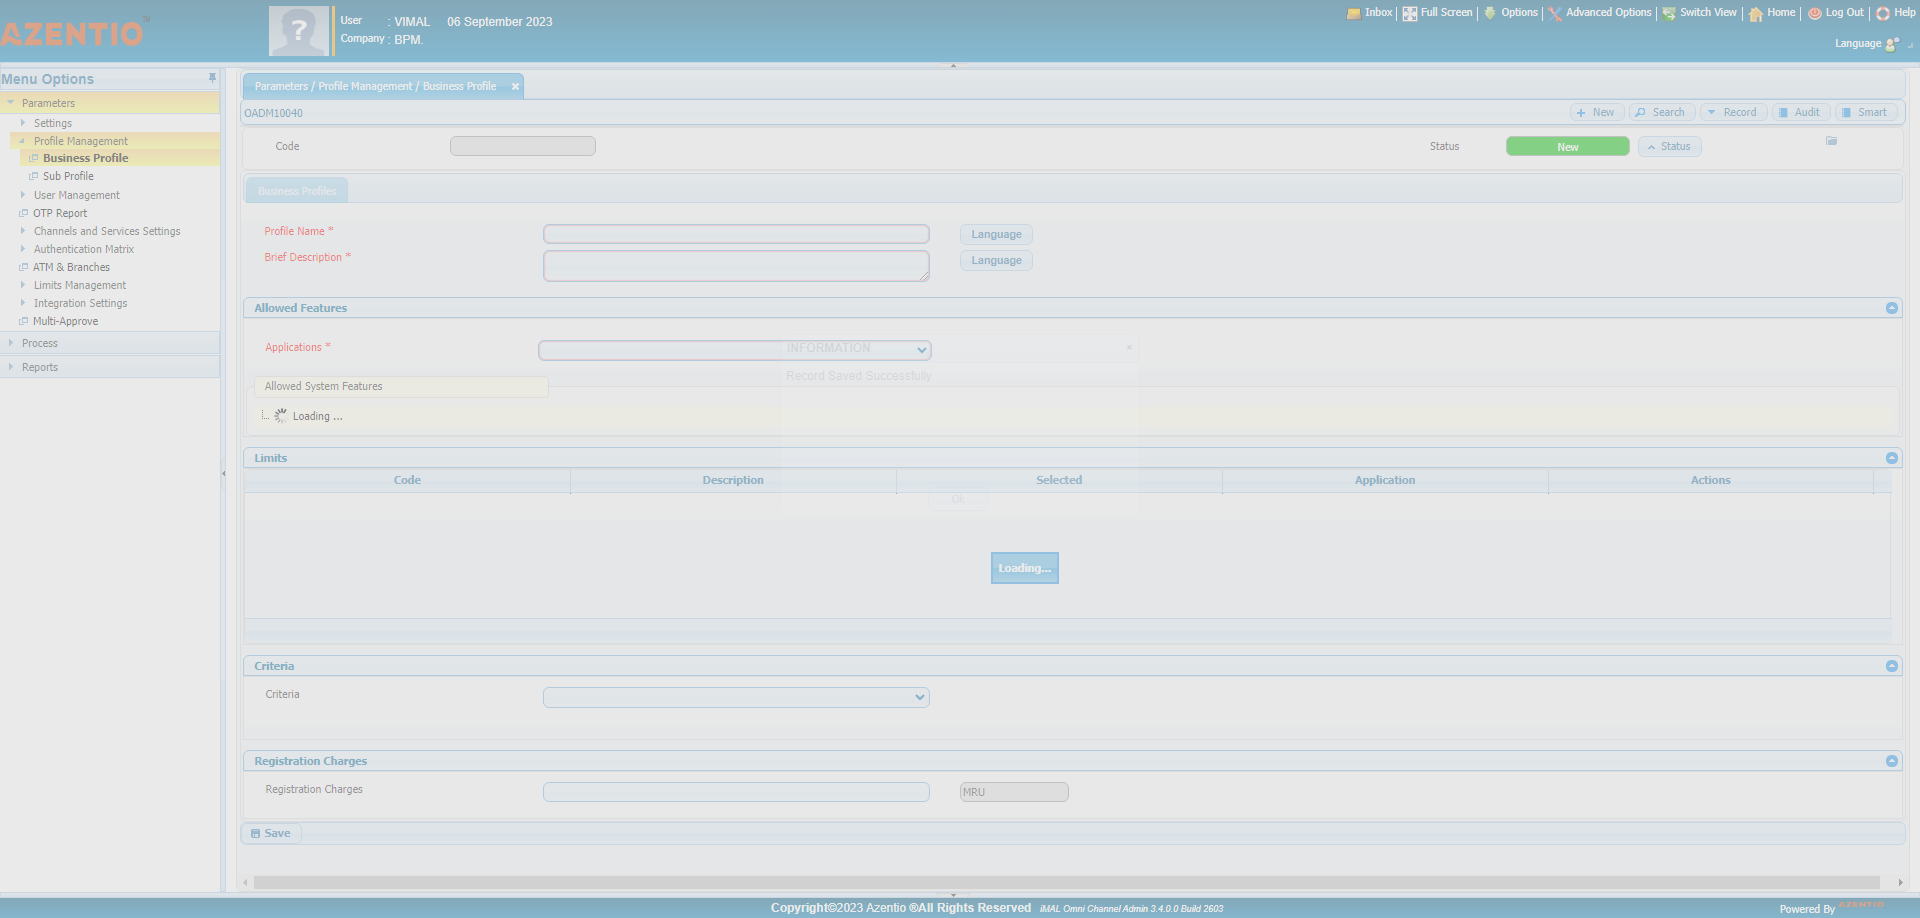 AZENTIO™
User : VIMAL 06 September 2023
Company : BPM.
Inbox Full Screen Options Advanced Options Switch View Home Log Out Help
Language
Menu Options
Parameters
Settings
Profile Management
Business Profile
Sub Profile
User Management
OTP Report
Channels and Services Settings
Authentication Matrix
ATM & Branches
Limits Management
Integration Settings
Multi-Approve
Process
Reports
Parameters / Profile Management / Business Profile
OADM10040
New Search Record Audit Smart
Code Status New Status
Business Profiles
Profile Name * Language
Brief Description * Language
Allowed Features
Applications *
INFORMATION
Record Saved Successfully
Ok
Allowed System Features
Loading ...
Limits
Code Description Selected Application Actions
Loading...
Criteria
Criteria
Registration Charges
Registration Charges MRU
Save
Copyright©2023 Azentio ®All Rights Reserved iMAL Omni Channel Admin 3.4.0.0 Build 2603
Powered By AZENTIO